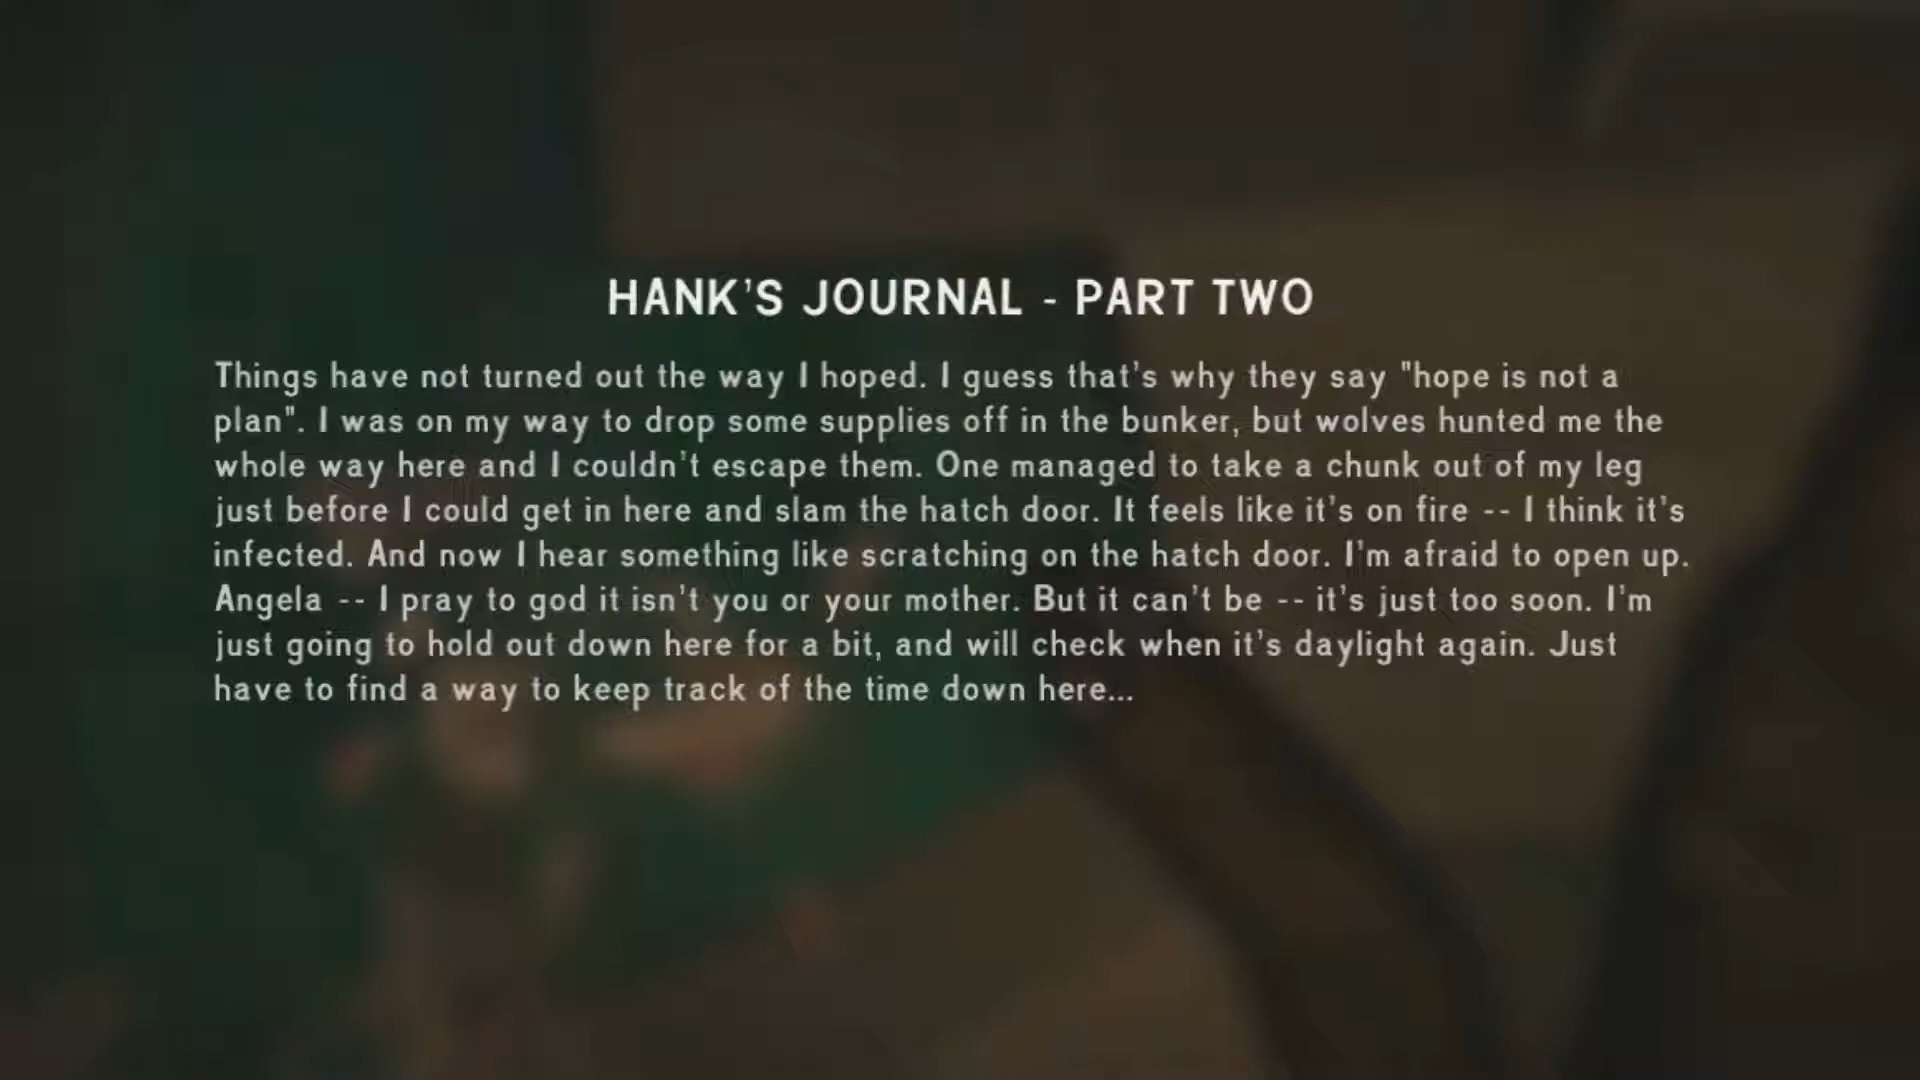 HANK'S JOURNAL - PART TWO
Things have not turned out the way I hoped. I guess that's why they say "hope is not a
plan". I was on my way to drop some supplies off in the bunker, but wolves hunted me the
whole way here and I couldn't escape them. One managed to take a chunk out of my leg
just before I could get in here and slam the hatch door. It feels like it's on fire -- I think it's
infected. And now I hear something like scratching on the hatch door. I'm afraid to open up.
Angela -- I pray to god it isn't you or your mother. But it can't be -- it's just too soon. I'm
just going to hold out down here for a bit, and will check when it's daylight again. Just
have to find a way to keep track of the time down here...